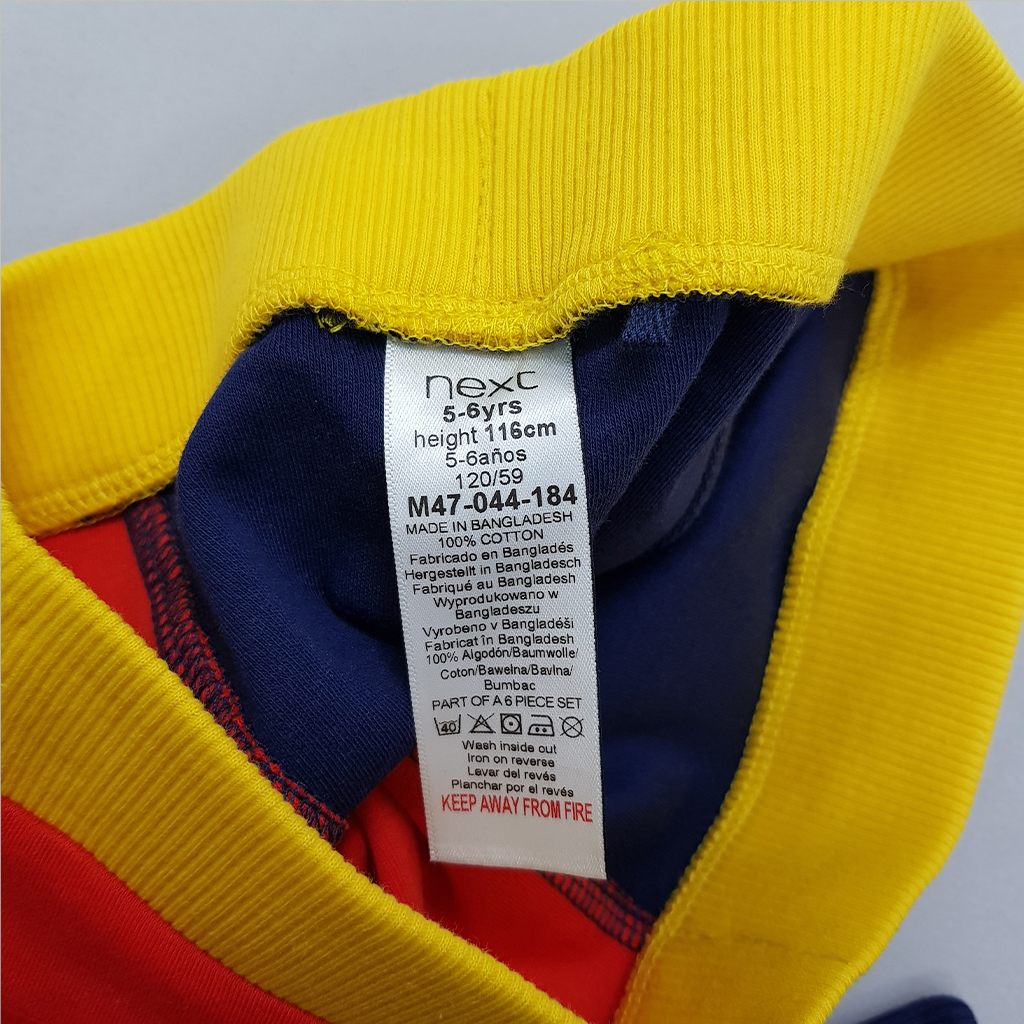 next
5-6yrs
height 116cm
5-6años
120/59
M47-044-184
MADE IN BANGLADESH
100% COTTON
Fabricado en Bangladés
Hergestellt in Bangladesch
Fabriqué au Bangladesh
Wyprodukowano w
Bangladeszu
Vyrobeno v Bangladéši
Fabricat în Bangladesh
100% Algodón/Baumwolle/
Coton/Bawełna/Bavlna/
Bumbac
PART OF A 6 PIECE SET
40
Wash inside out
Iron on reverse
Lavar del revés
Planchar por el revés
KEEP AWAY FROM FIRE